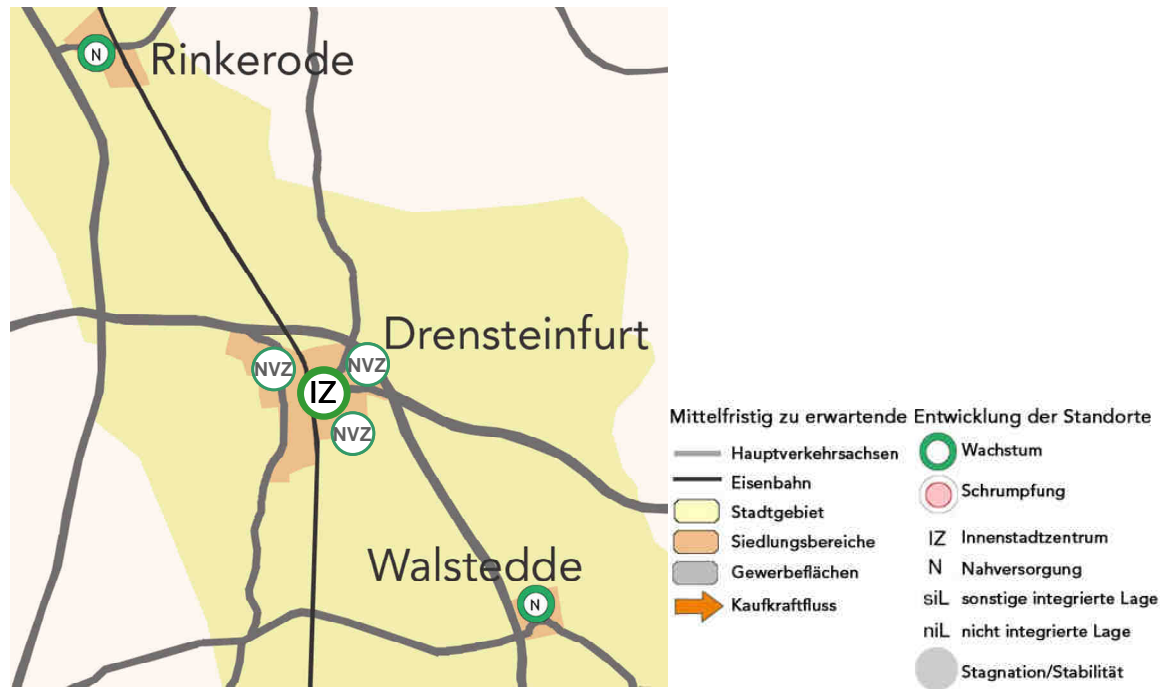 N
Rinkerode
Drensteinfurt
NVZ
NVZ
IZ
NVZ
Walstedde
N
Mittelfristig zu erwartende Entwicklung der Standorte
Hauptverkehrsachsen
Eisenbahn
Stadtgebiet
Siedlungsbereiche
Gewerbeflächen
Kaufkraftfluss
Wachstum
Schrumpfung
IZ Innenstadtzentrum
N Nahversorgung
siL sonstige integrierte Lage
niL nicht integrierte Lage
Stagnation/Stabilität